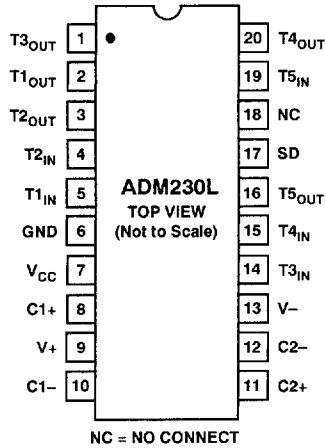 T3OUT 1 20 T4OUT
T1OUT 2 19 T5IN
T2OUT 3 18 NC
T2IN 4 17 SD
T1IN 5 16 T5OUT
GND 6 15 T4IN
VCC 7 14 T3IN
C1+ 8 13 V–
V+ 9 12 C2–
C1– 10 11 C2+
ADM230L
TOP VIEW
(Not to Scale)
NC = NO CONNECT